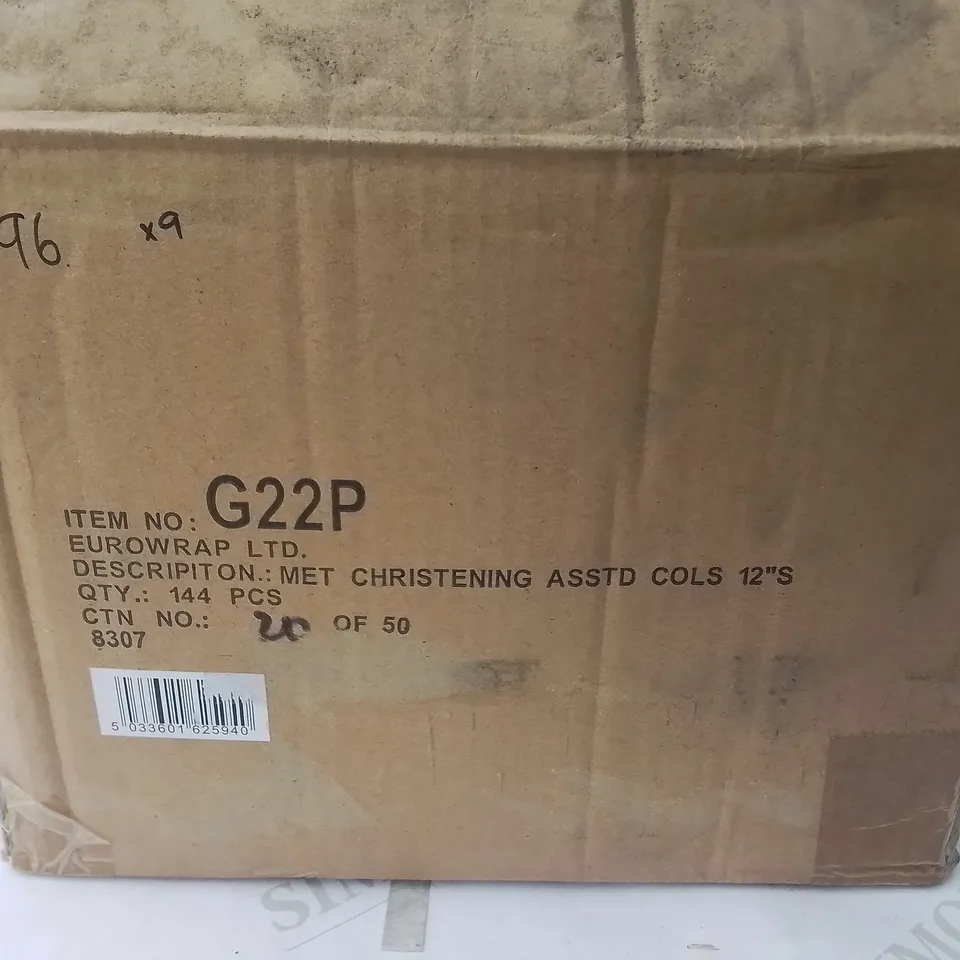 96. x9
ITEM NO: G22P
EUROWRAP LTD.
DESCRIPITON.: MET CHRISTENING ASSTD COLS 12"S
QTY.: 144 PCS
CTN NO.: 20 OF 50
8307
5 033601 625940